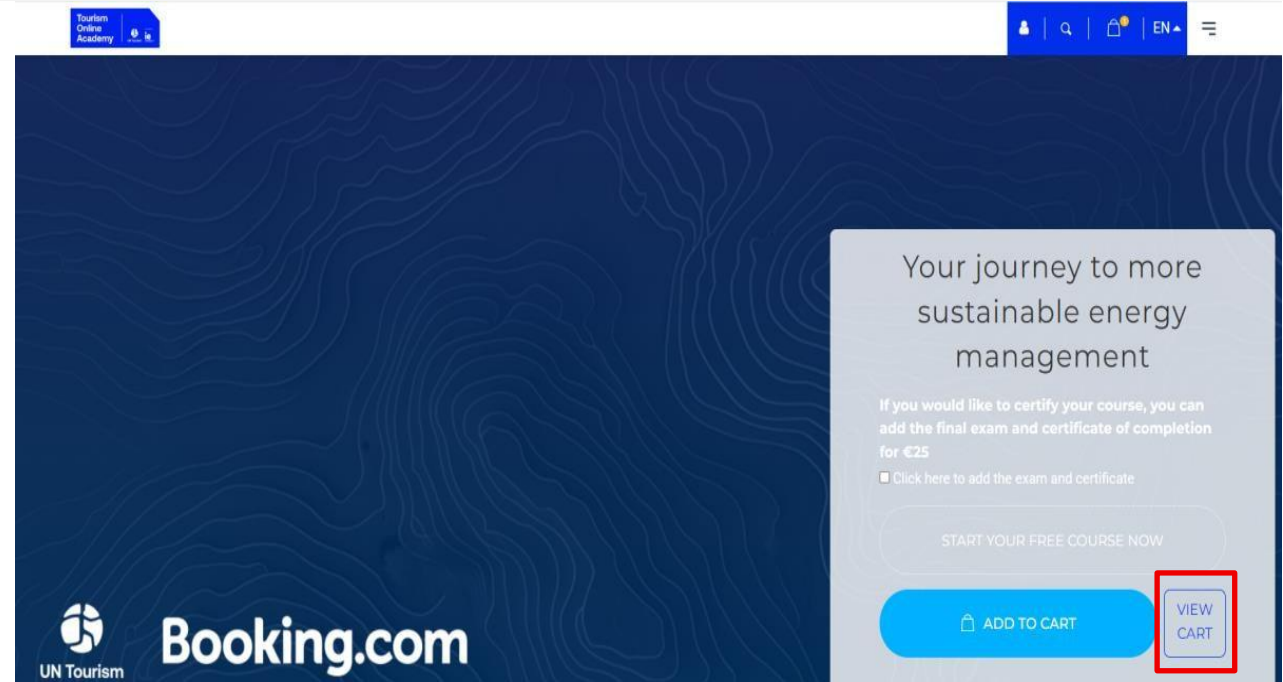 Tourism
Online
Academy
EN
Your journey to more
sustainable energy
management
If you would like to certify your course, you can
add the final exam and certificate of completion
for €25
Click here to add the exam and certificate
START YOUR FREE COURSE NOW
ADD TO CART
VIEW
CART
UN Tourism
Booking.com